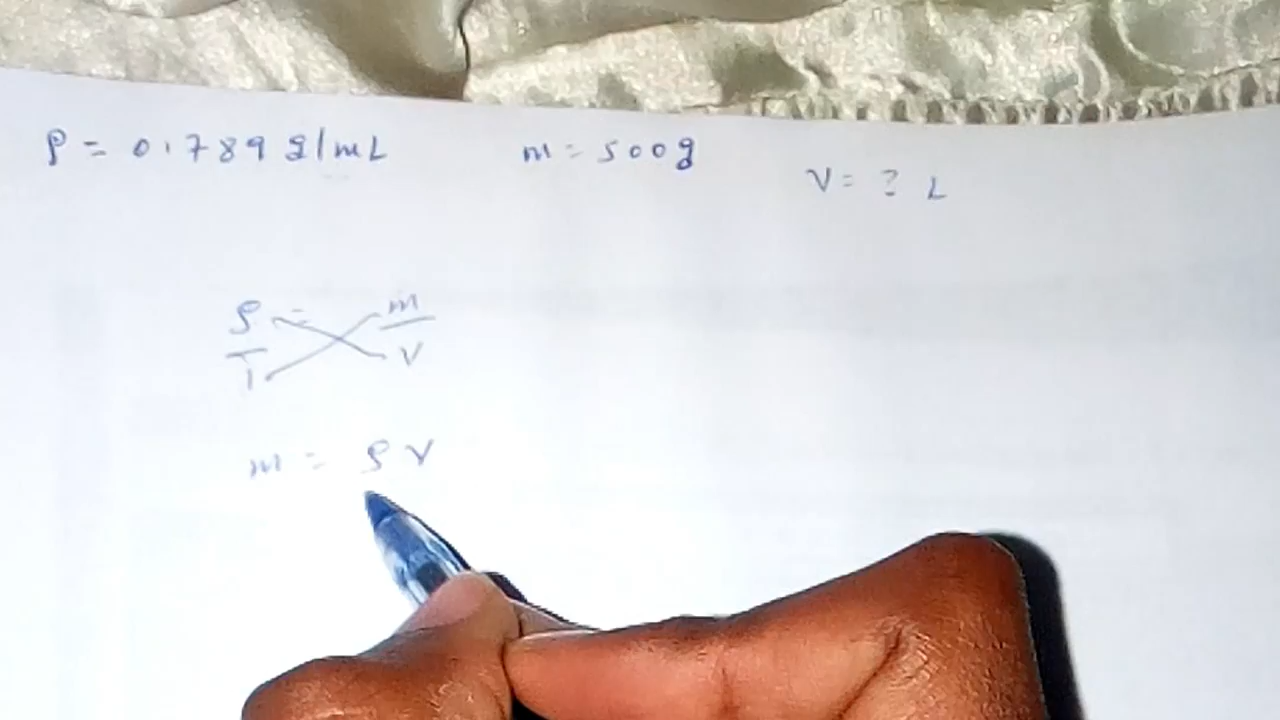 ρ = 0.789 g/mL m = 500g V = ? L
ρ/1 = m/V
m = ρV